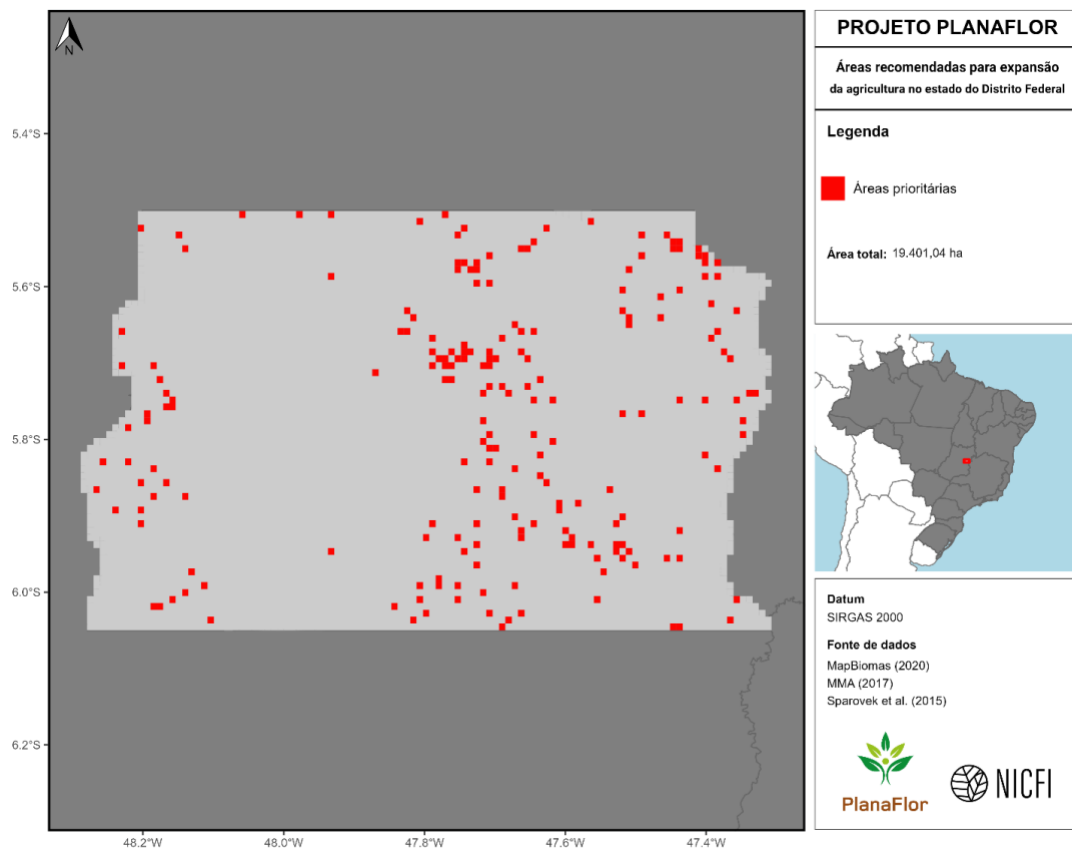 N
5.4°S
5.6°S
5.8°S
6.0°S
6.2°S
48.2°W
48.0°W
47.8°W
47.6°W
47.4°W
PROJETO PLANAFLOR
Áreas recomendadas para expansão
da agricultura no estado do Distrito Federal
Legenda
Áreas prioritárias
Área total: 19.401,04 ha
Datum
SIRGAS 2000
Fonte de dados
MapBiomas (2020)
MMA (2017)
Sparovek et al. (2015)
PlanaFlor
NICFI